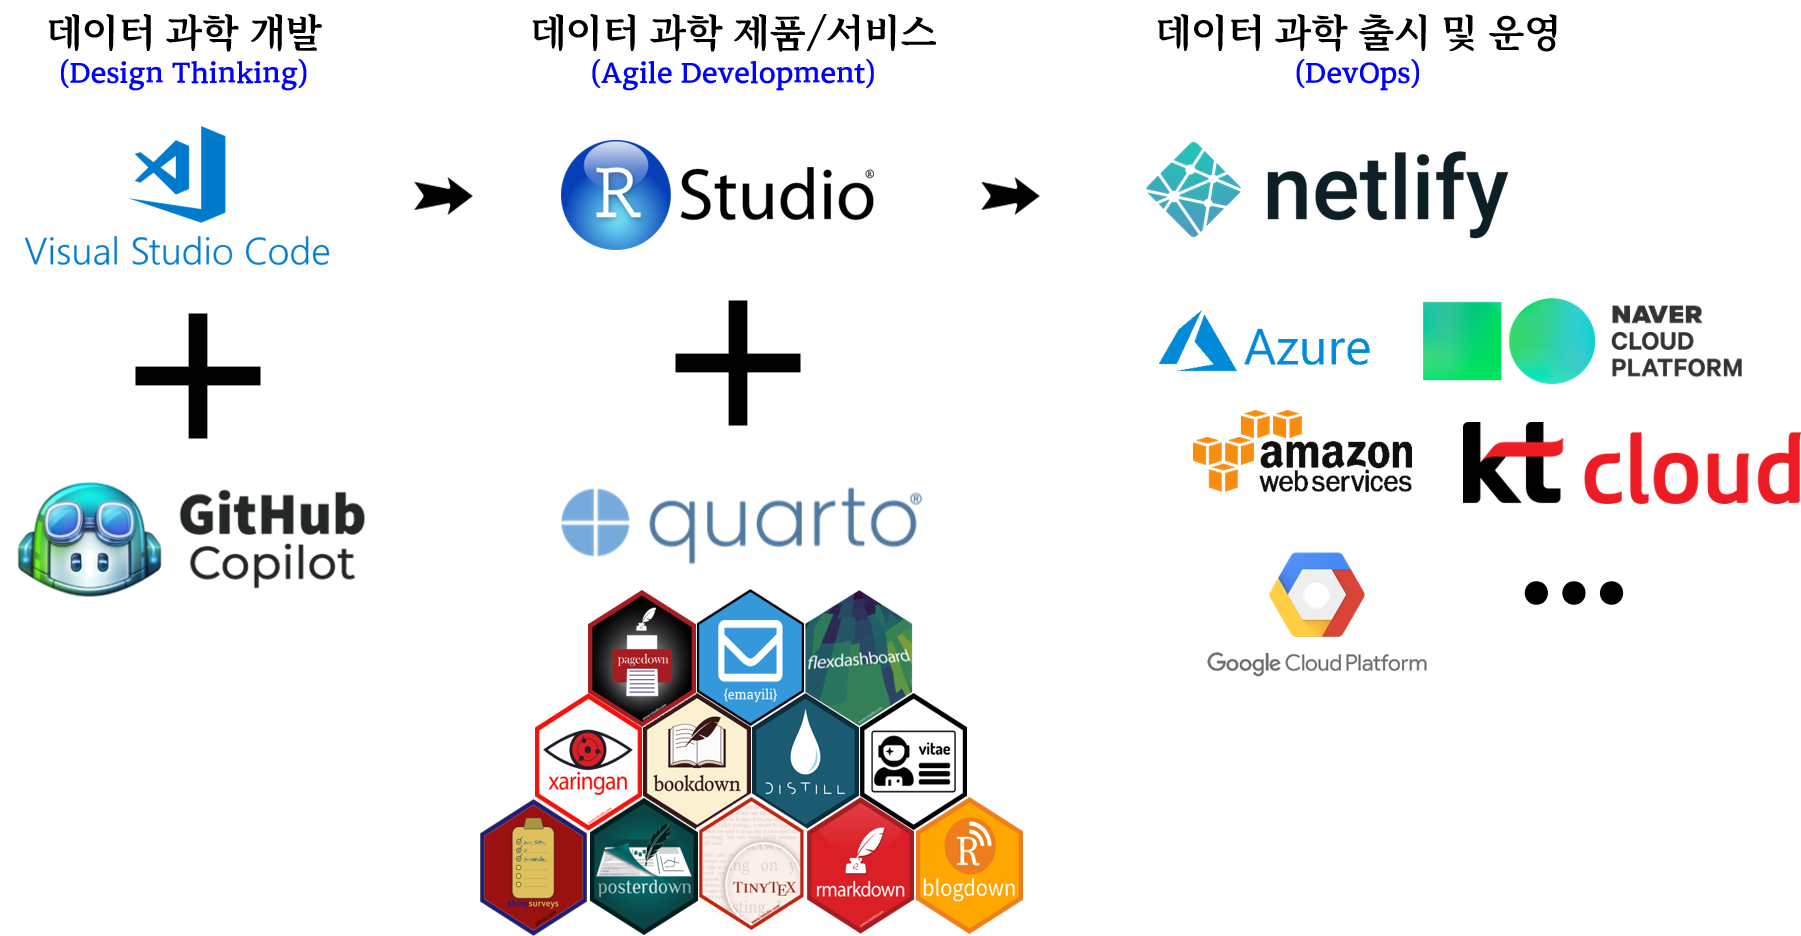 데이터 과학 개발
(Design Thinking)
데이터 과학 제품/서비스
(Agile Development)
데이터 과학 출시 및 운영
(DevOps)
Visual Studio Code
R Studio®
netlify
Azure
NAVER
CLOUD
PLATFORM
amazon
web services
kt cloud
GitHub
Copilot
quarto®
Google Cloud Platform
pagedown
{emayili}
flexdashboard
xaringan
bookdown
DISTILL
vitae
shinysurveys
posterdown
TINYTEX
rmarkdown
R
blogdown